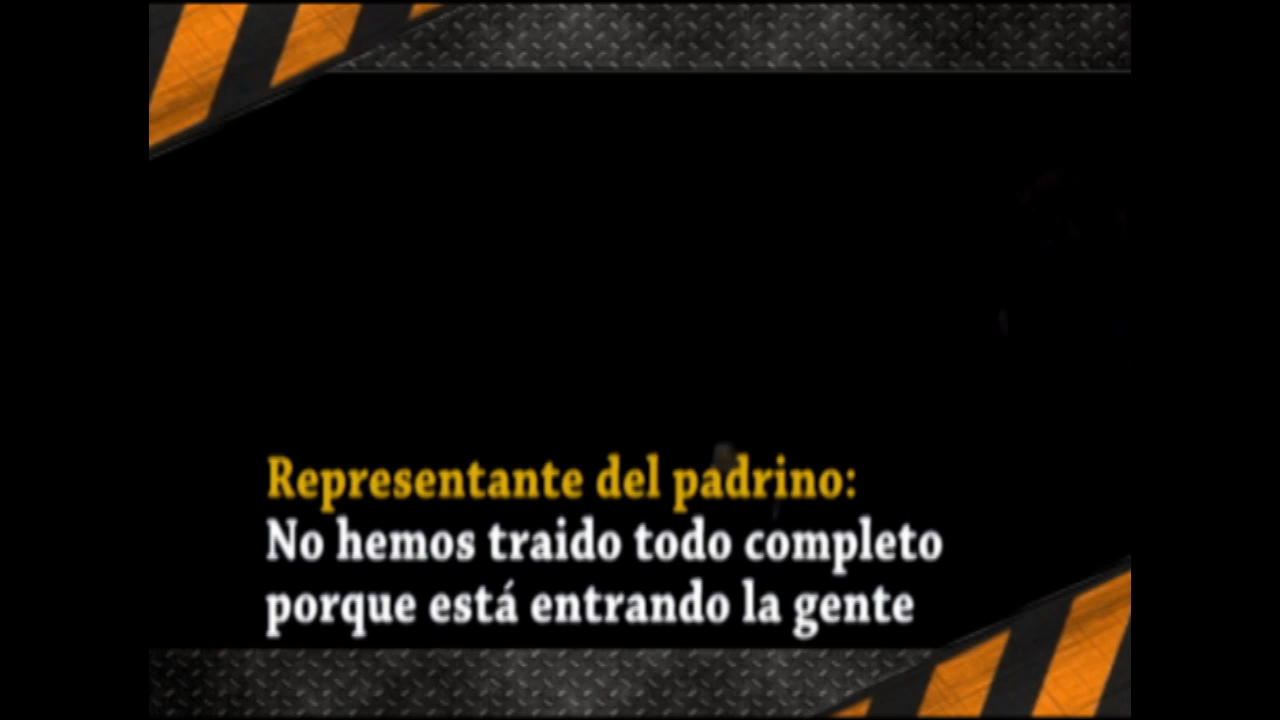 Representante del padrino:
No hemos traido todo completo
porque está entrando la gente